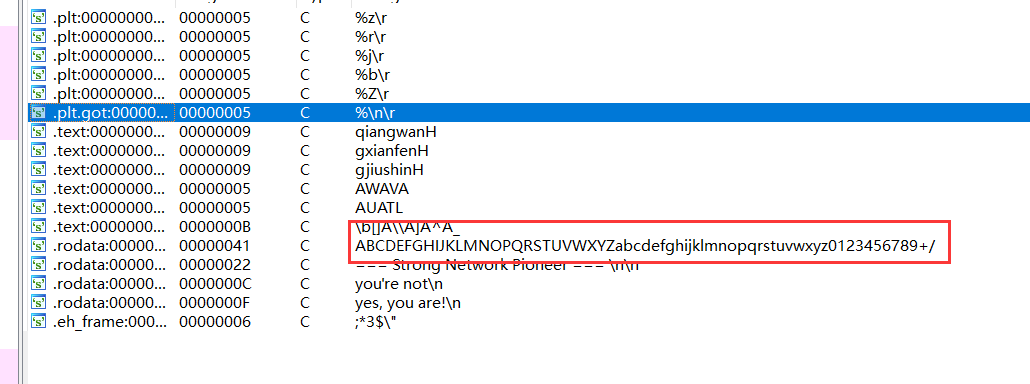 .plt:00000000... 00000005 C %z\r
.plt:00000000... 00000005 C %r\r
.plt:00000000... 00000005 C %j\r
.plt:00000000... 00000005 C %b\r
.plt:00000000... 00000005 C %Z\r
.plt.got:00000... 00000005 C %\n\r
.text:0000000... 00000009 C qiangwanH
.text:0000000... 00000009 C gxianfenH
.text:0000000... 00000009 C gjiushinH
.text:0000000... 00000005 C AWAVA
.text:0000000... 00000005 C AUATL
.text:0000000... 0000000B C \b[]A\\A]A^A_
.rodata:00000... 00000041 C ABCDEFGHIJKLMNOPQRSTUVWXYZabcdefghijklmnopqrstuvwxyz0123456789+/
.rodata:00000... 00000022 C === Strong Network Pioneer === \n\n
.rodata:00000... 0000000C C you're not\n
.rodata:00000... 0000000F C yes, you are!\n
.eh_frame:000... 00000006 C ;*3$\"